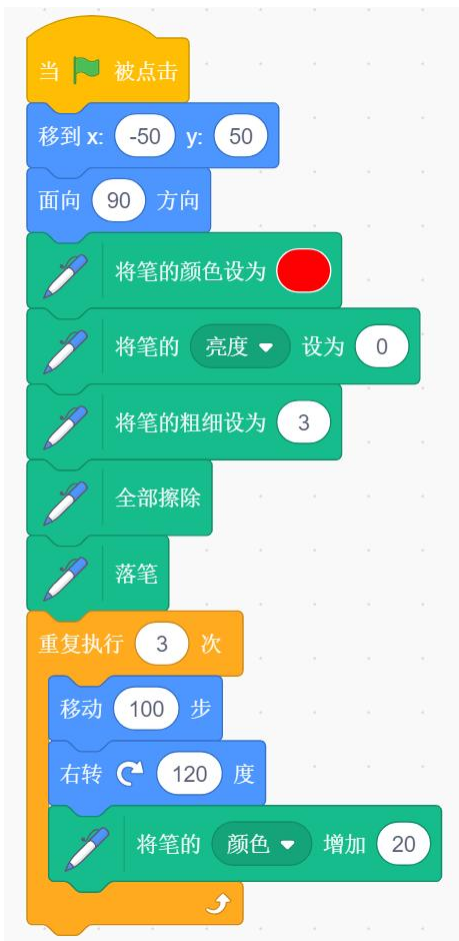 当 被点击
移到 x: -50 y: 50
面向 90 方向
将笔的颜色设为
将笔的 亮度 设为 0
将笔的粗细设为 3
全部擦除
落笔
重复执行 3 次
移动 100 步
右转 120 度
将笔的 颜色 增加 20